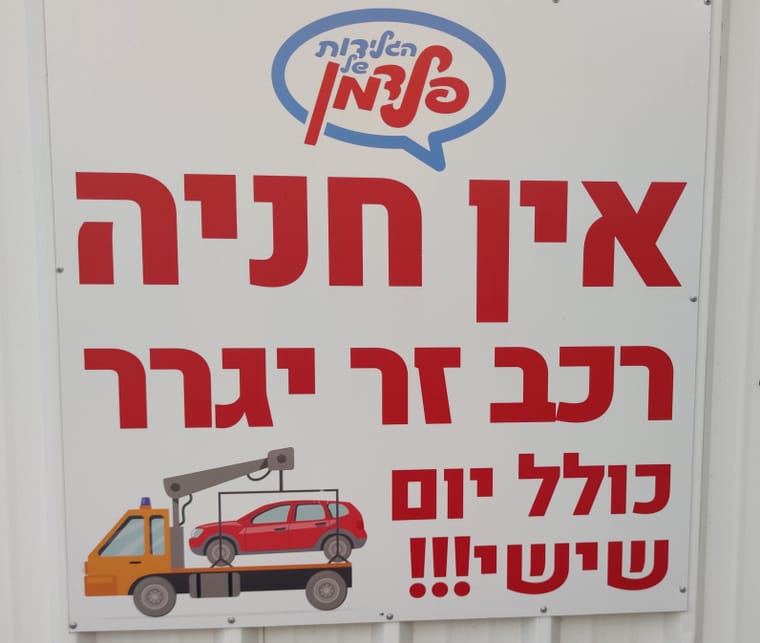 הגלידות
של
פלדמן
אין חניה
רכב זר יגרר
כולל יום
שישי!!!